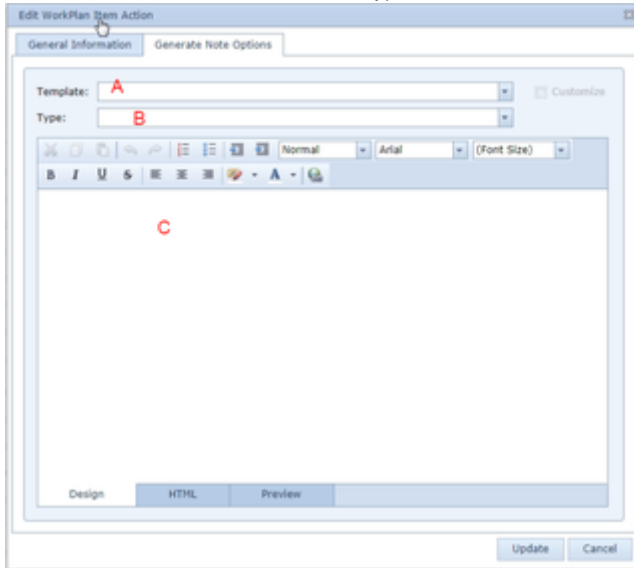 Edit WorkPlan Item Action
General Information Generate Note Options
Template: A Customize
Type: B
Normal Arial (Font Size)
B I U S A
C
Design HTML Preview
Update Cancel